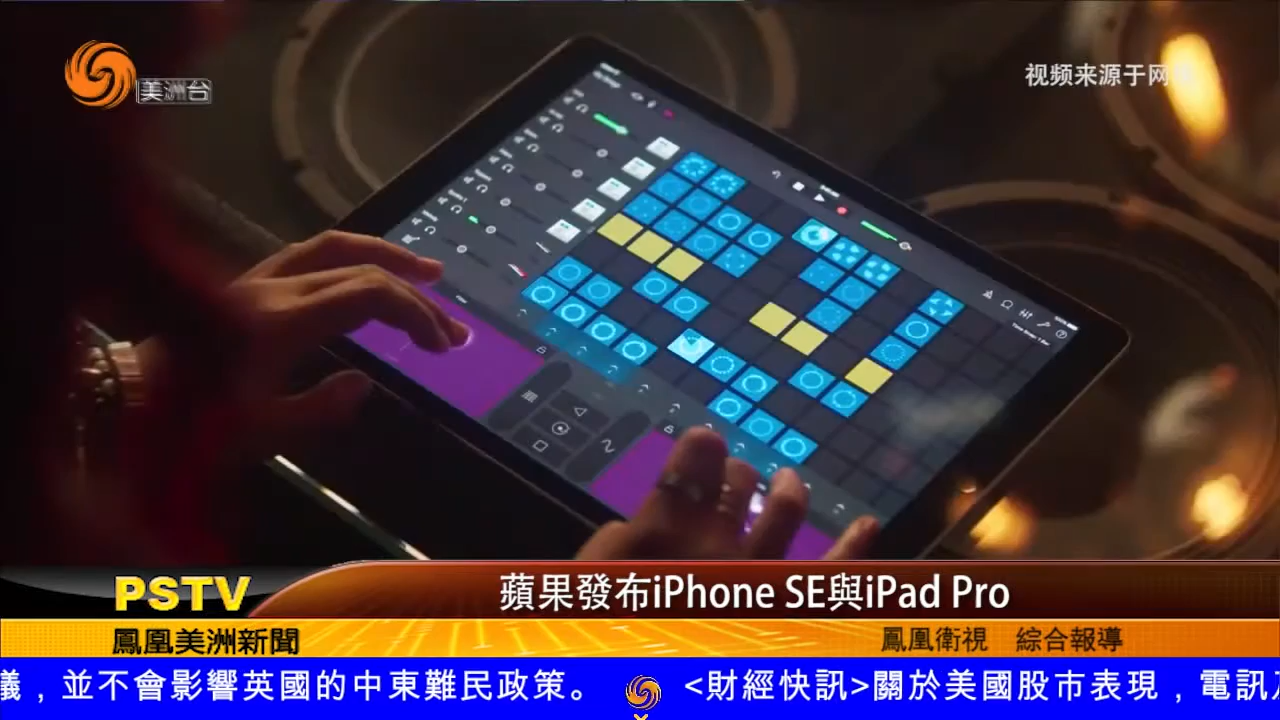 美洲台
视频来源于网
PSTV
蘋果發布iPhone SE與iPad Pro
鳳凰美洲新聞
鳳凰衛視 綜合報導
議，並不會影響英國的中東難民政策。 <財經快訊>關於美國股市表現，電訊及